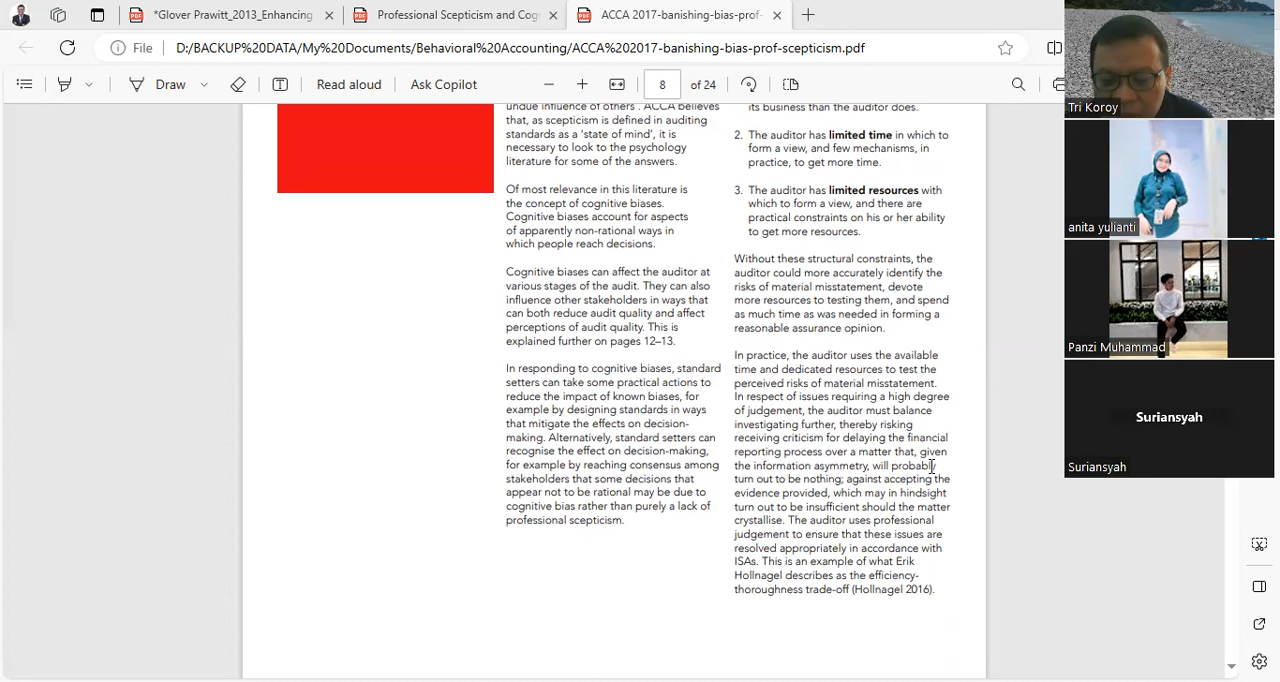 *Glover Prawitt_2013_Enhancing
Professional Scepticism and Cog
ACCA 2017-banishing-bias-prof-
File
D:/BACKUP%20DATA/My%20Documents/Behavioral%20Accounting/ACCA%202017-banishing-bias-prof-scepticism.pdf
Draw
Read aloud
Ask Copilot
8 of 24
undue influence of others'. ACCA believes
that, as scepticism is defined in auditing
standards as a 'state of mind', it is
necessary to look to the psychology
literature for some of the answers.
Of most relevance in this literature is
the concept of cognitive biases.
Cognitive biases account for aspects
of apparently non-rational ways in
which people reach decisions.
Cognitive biases can affect the auditor at
various stages of the audit. They can also
influence other stakeholders in ways that
can both reduce audit quality and affect
perceptions of audit quality. This is
explained further on pages 12–13.
In responding to cognitive biases, standard
setters can take some practical actions to
reduce the impact of known biases, for
example by designing standards in ways
that mitigate the effects on decision-
making. Alternatively, standard setters can
recognise the effect on decision-making,
for example by reaching consensus among
stakeholders that some decisions that
appear not to be rational may be due to
cognitive bias rather than purely a lack of
professional scepticism.
its business than the auditor does.
2. The auditor has limited time in which to
form a view, and few mechanisms, in
practice, to get more time.
3. The auditor has limited resources with
which to form a view, and there are
practical constraints on his or her ability
to get more resources.
Without these structural constraints, the
auditor could more accurately identify the
risks of material misstatement, devote
more resources to testing them, and spend
as much time as was needed in forming a
reasonable assurance opinion.
In practice, the auditor uses the available
time and dedicated resources to test the
perceived risks of material misstatement.
In respect of issues requiring a high degree
of judgement, the auditor must balance
investigating further, thereby risking
receiving criticism for delaying the financial
reporting process over a matter that, given
the information asymmetry, will probably
turn out to be nothing; against accepting the
evidence provided, which may in hindsight
turn out to be insufficient should the matter
crystallise. The auditor uses professional
judgement to ensure that these issues are
resolved appropriately in accordance with
ISAs. This is an example of what Erik
Hollnagel describes as the efficiency-
thoroughness trade-off (Hollnagel 2016).
Tri Koroy
anita yulianti
Panzi Muhammad
Suriansyah
Suriansyah